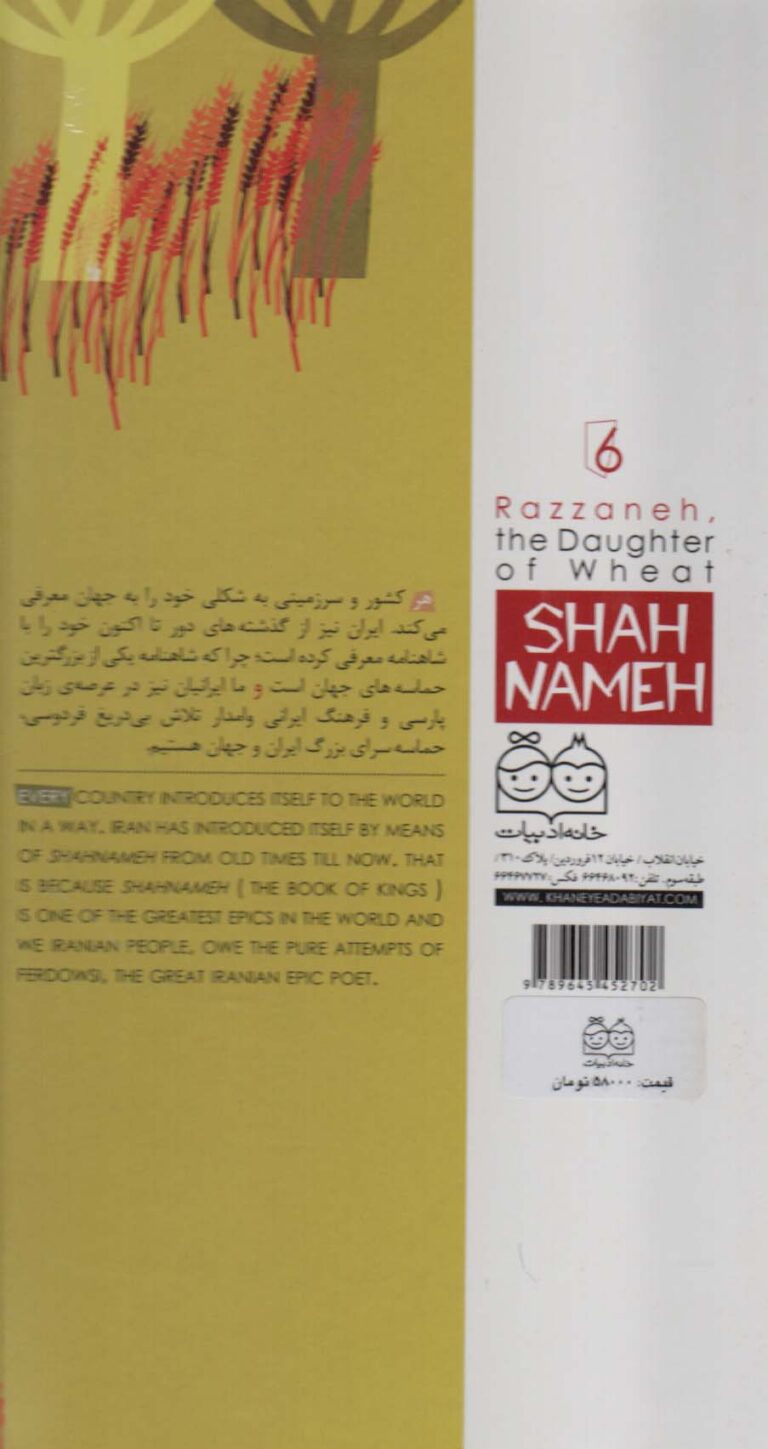 هر کشور و سرزمینی به شکلی خود را به جهان معرفی
می‌کند. ایران نیز از گذشته‌های دور تا اکنون خود را با
شاهنامه معرفی کرده است؛ چرا که شاهنامه یکی از بزرگترین
حماسه‌های جهان است و ما ایرانیان نیز در عرصه‌ی زبان
پارسی و فرهنگ ایرانی وامدار تلاش بی‌دریغ فردوسی،
حماسه‌سرای بزرگ ایران و جهان هستیم.
EVERY COUNTRY INTRODUCES ITSELF TO THE WORLD
IN A WAY. IRAN HAS INTRODUCED ITSELF BY MEANS
OF SHAHNAMEH FROM OLD TIMES TILL NOW. THAT
IS BECAUSE SHAHNAMEH ( THE BOOK OF KINGS )
IS ONE OF THE GREATEST EPICS IN THE WORLD AND
WE IRANIAN PEOPLE, OWE THE PURE ATTEMPTS OF
FERDOWSI, THE GREAT IRANIAN EPIC POET.
6
Razzaneh,
the Daughter
of Wheat
SHAH
NAMEH
خانه ادبیات
خیابان انقلاب/ خیابان ۱۲ فروردین/ پلاک ۳۱۰/
طبقه سوم. تلفن: ۶۶۴۶۸۰۹۲ فکس: ۶۶۴۶۷۷۲۷
WWW. KHANEYEADABIYAT.COM
9 789645 452702
خانه ادبیات
قیمت: ۵۸۰۰۰ تومان